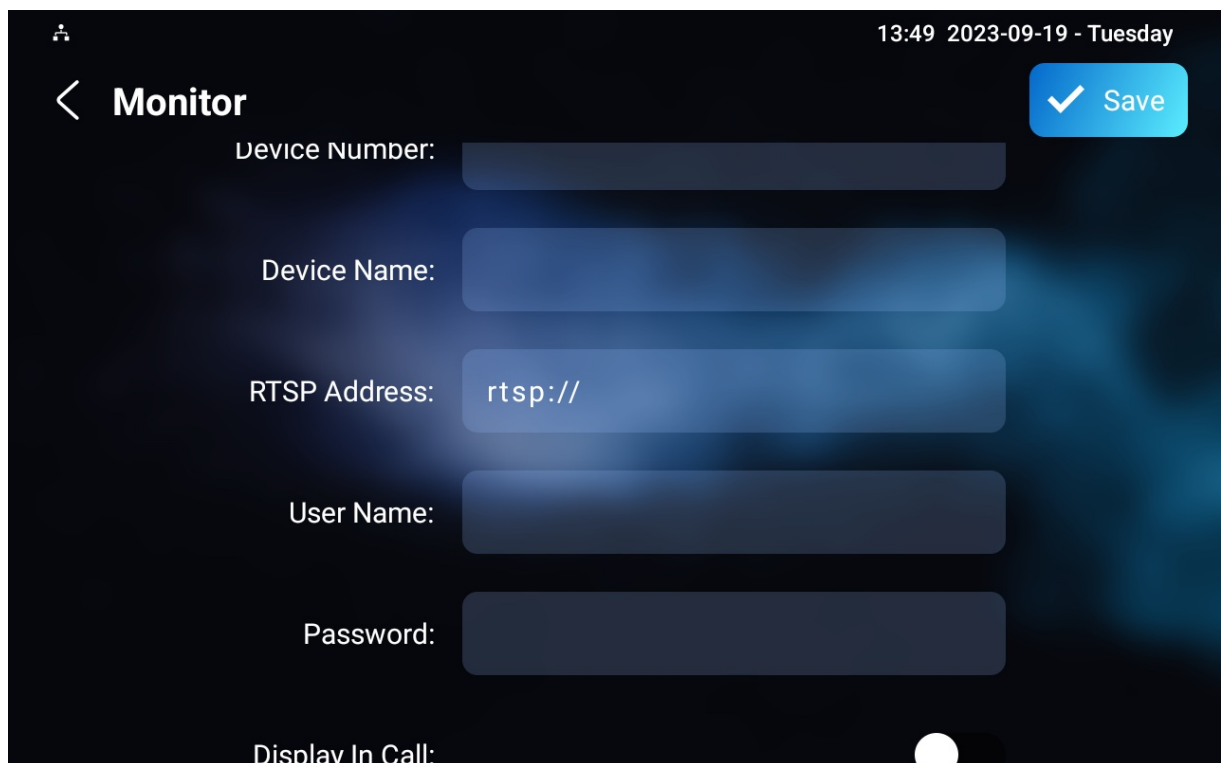 13:49 2023-09-19 - Tuesday
Monitor
Save
Device Number:
Device Name:
RTSP Address: rtsp://
User Name:
Password:
Display In Call: